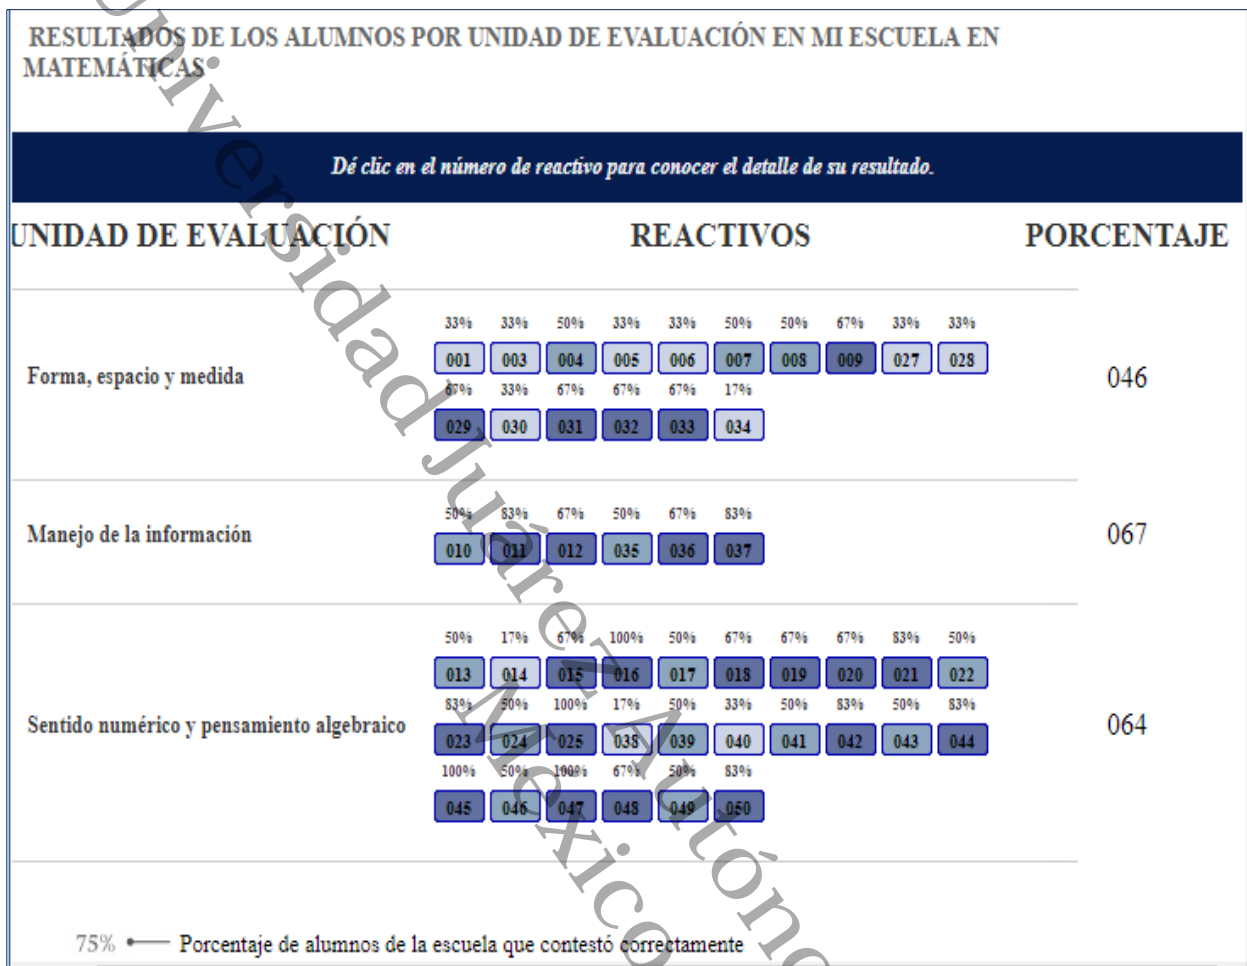 RESULTADOS DE LOS ALUMNOS POR UNIDAD DE EVALUACIÓN EN MI ESCUELA EN
MATEMÁTICAS
Dé clic en el número de reactivo para conocer el detalle de su resultado.
UNIDAD DE EVALUACIÓN REACTIVOS PORCENTAJE
33% 33% 50% 33% 33% 50% 50% 67% 33% 33%
001 003 004 005 006 007 008 009 027 028
Forma, espacio y medida 046
67% 33% 67% 67% 67% 17%
029 030 031 032 033 034
50% 83% 67% 50% 67% 83%
Manejo de la información 067
010 011 012 035 036 037
50% 17% 67% 100% 50% 67% 67% 67% 83% 50%
013 014 015 016 017 018 019 020 021 022
83% 50% 100% 17% 50% 33% 50% 83% 50% 83%
Sentido numérico y pensamiento algebraico 064
023 024 025 038 039 040 041 042 043 044
100% 50% 100% 67% 50% 83%
045 046 047 048 049 050
75% Porcentaje de alumnos de la escuela que contestó correctamente
Universidad Juárez Autóno
México